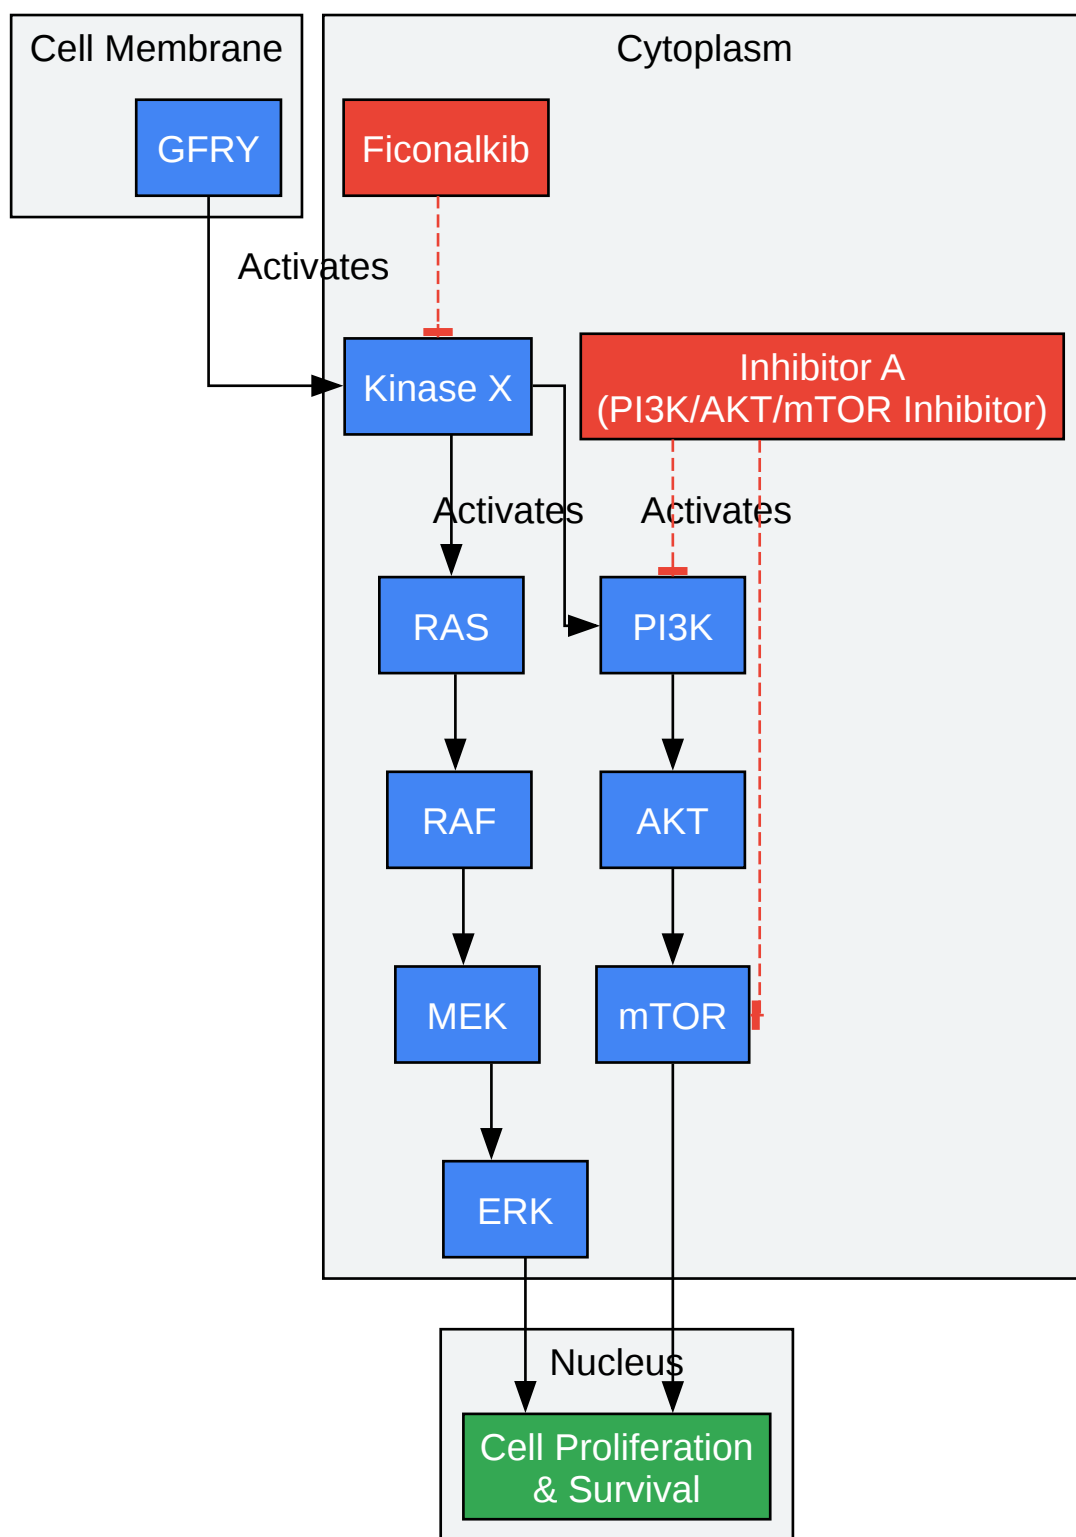 Cell Membrane
Cytoplasm
GFRY
Ficonalkib
Activates
Kinase X
Inhibitor A
(PI3K/AKT/mTOR Inhibitor)
Activates
Activates
RAS
PI3K
RAF
AKT
MEK
mTOR
ERK
Nucleus
Cell Proliferation
& Survival